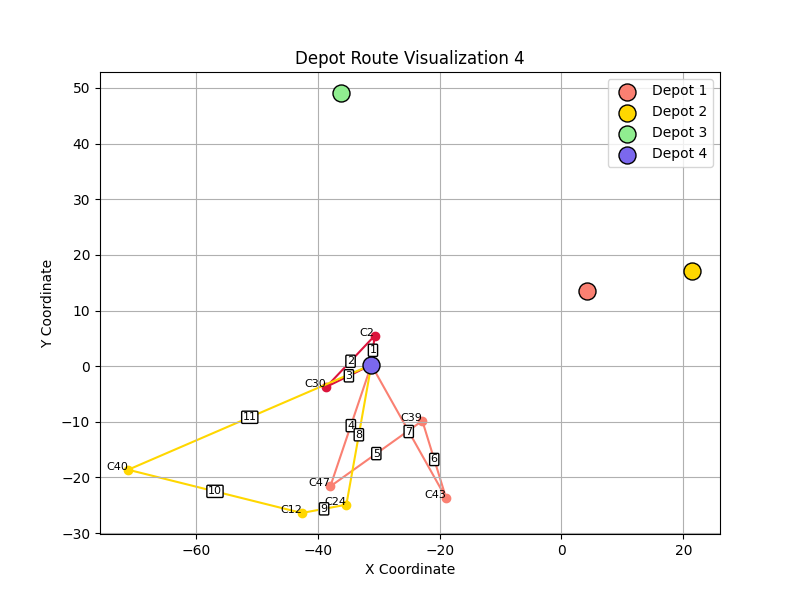 Depot Route Visualization 4
Depot 1
Depot 2
Depot 3
Depot 4
Y Coordinate
50
40
30
20
10
0
−10
−20
−30
C2
1
2
3
C30
4
8
C39
7
11
5
6
C40
C47
10
C43
C24
9
C12
−60
−40
−20
0
20
X Coordinate